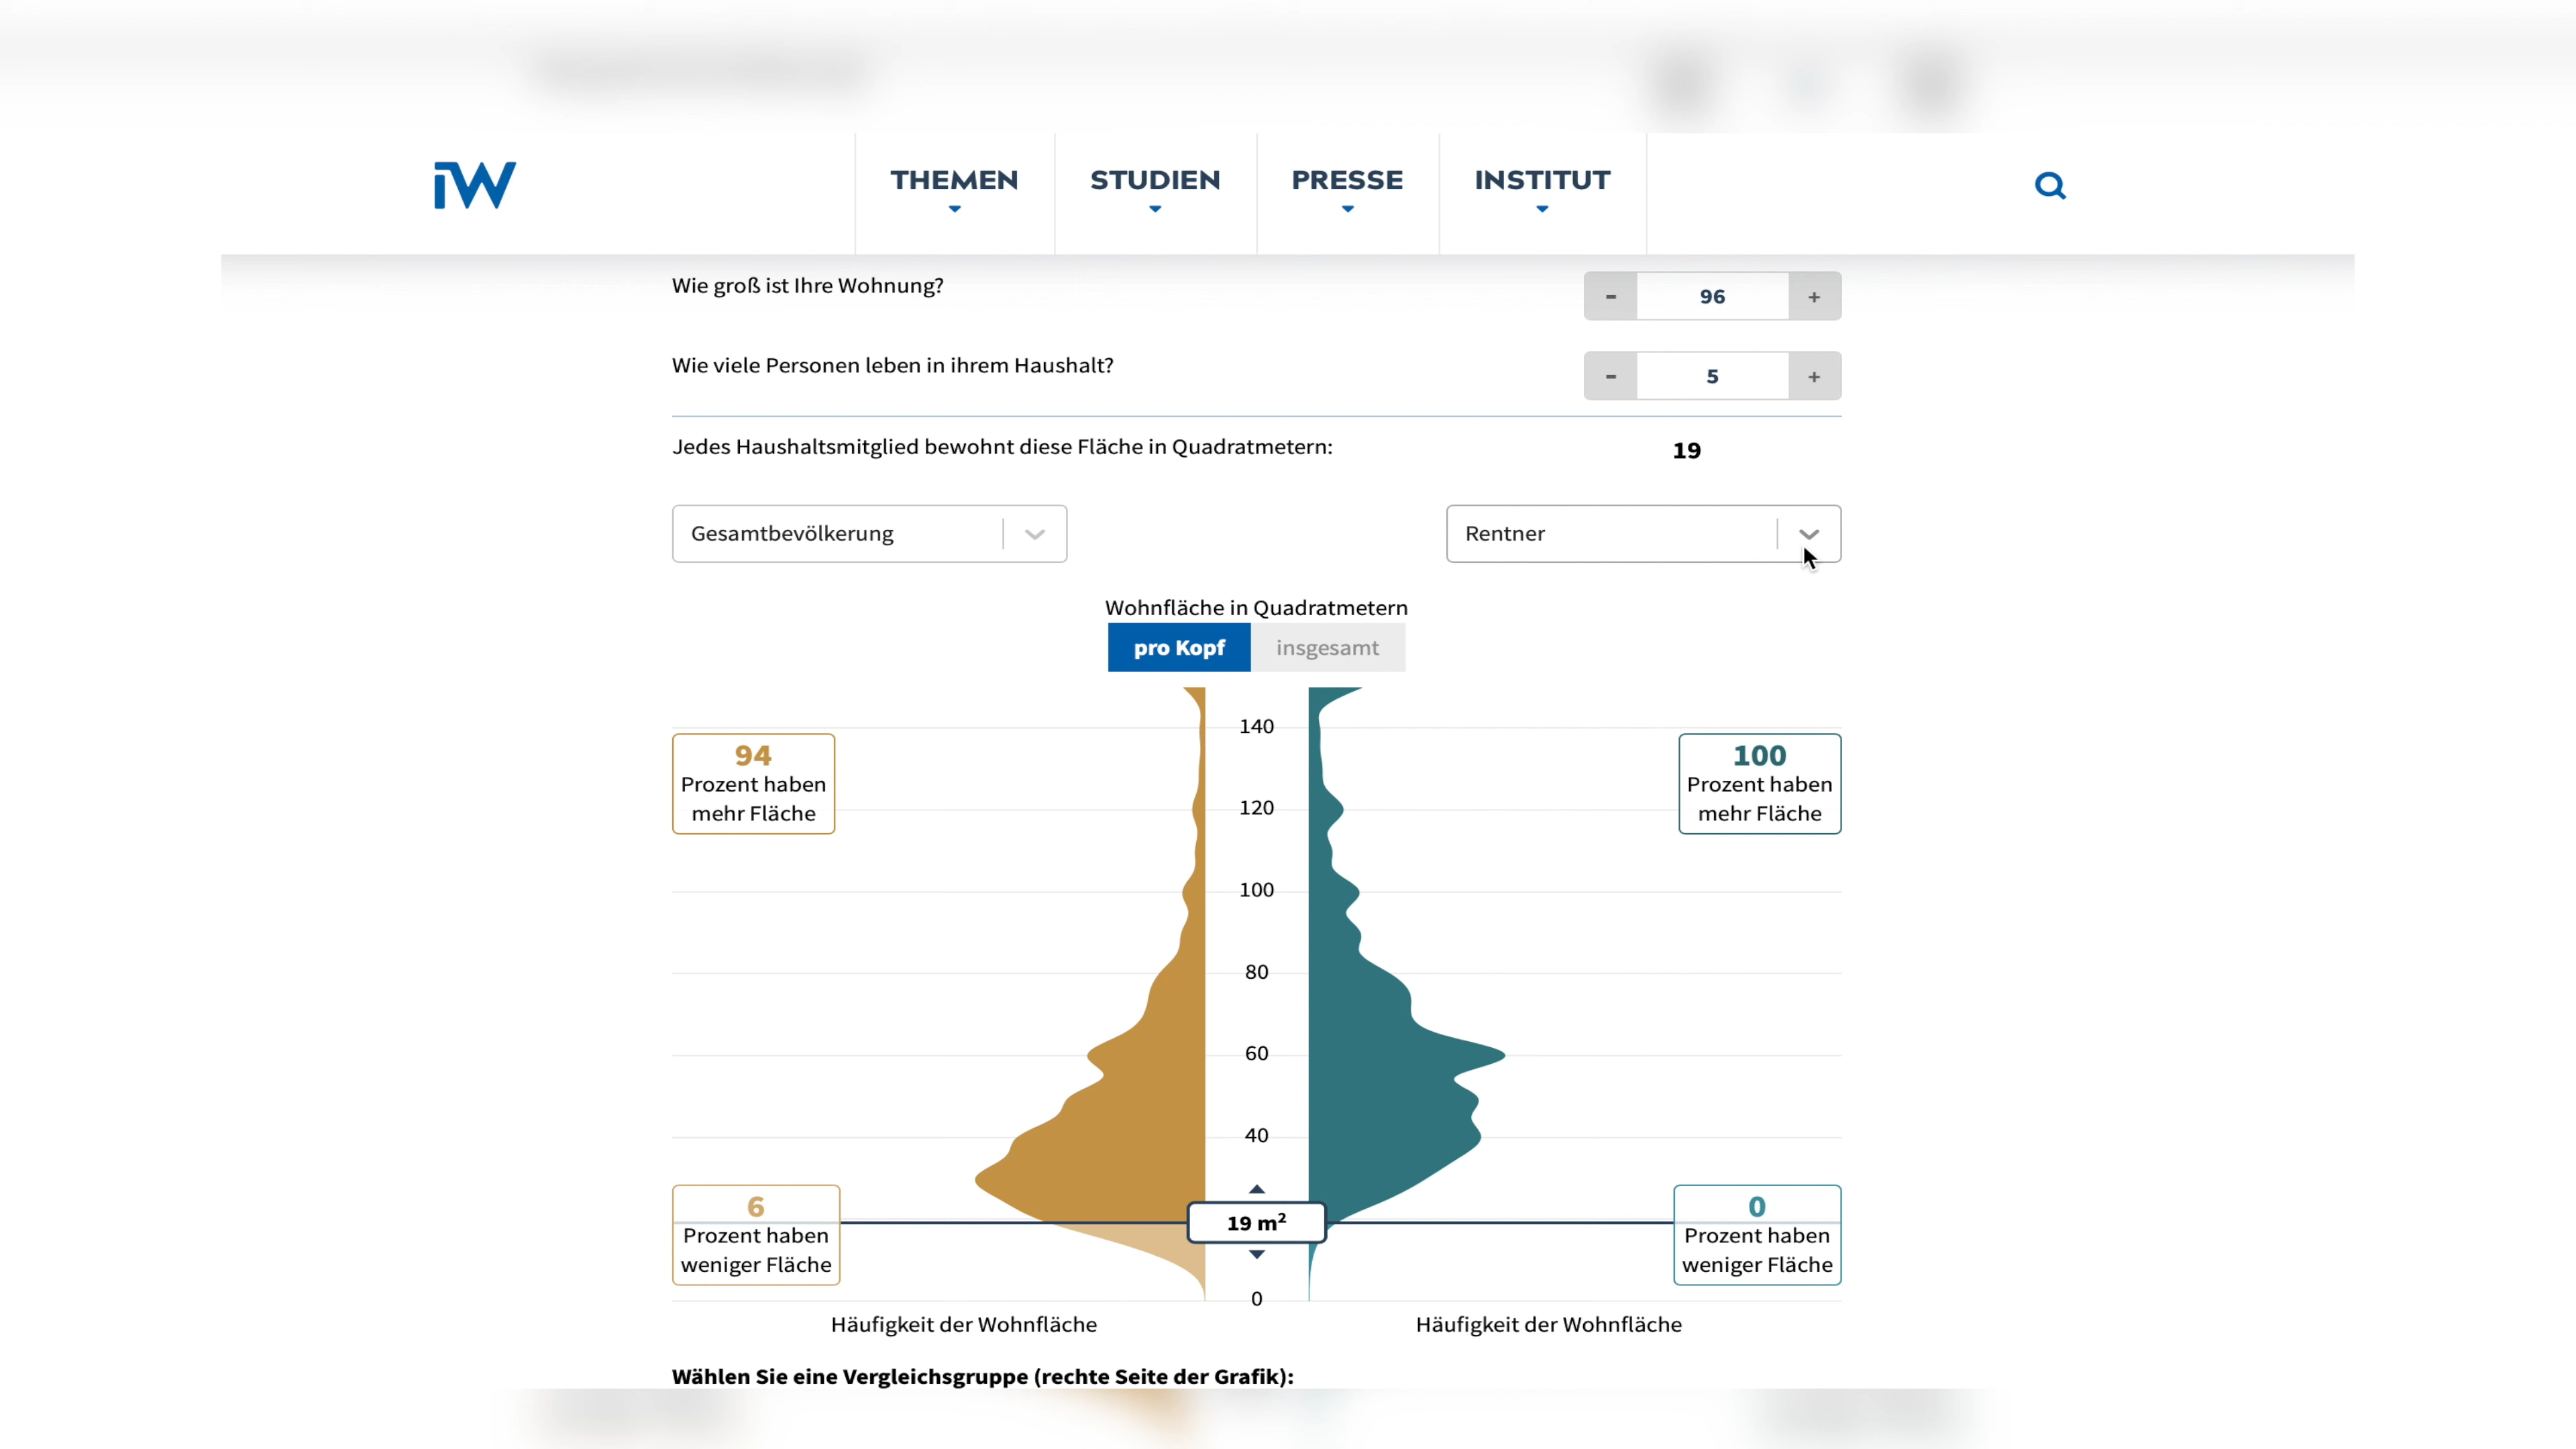 iW
THEMEN
STUDIEN
PRESSE
INSTITUT
Wie groß ist Ihre Wohnung?
- 96 +
Wie viele Personen leben in ihrem Haushalt?
- 5 +
Jedes Haushaltsmitglied bewohnt diese Fläche in Quadratmetern:
19
Gesamtbevölkerung
Rentner
Wohnfläche in Quadratmetern
pro Kopf
insgesamt
140
94
Prozent haben
mehr Fläche
100
Prozent haben
mehr Fläche
120
100
80
60
40
6
Prozent haben
weniger Fläche
19 m²
0
Prozent haben
weniger Fläche
0
Häufigkeit der Wohnfläche
Häufigkeit der Wohnfläche
Wählen Sie eine Vergleichsgruppe (rechte Seite der Grafik):